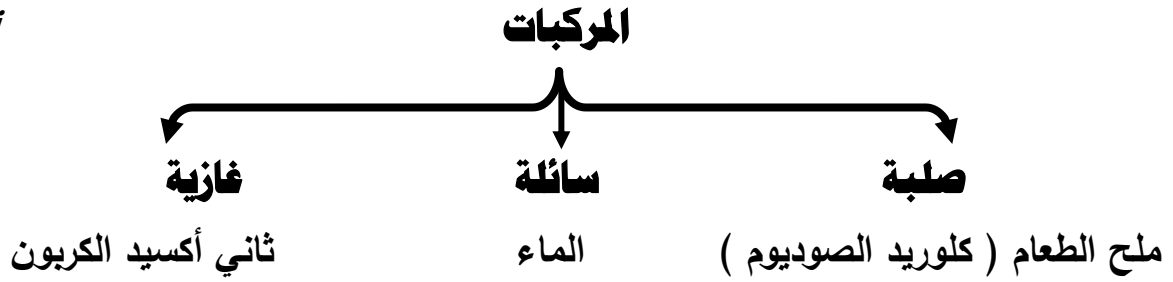 المركبات
صلبة سائلة غازية
ملح الطعام ( كلوريد الصوديوم ) الماء ثاني أكسيد الكربون